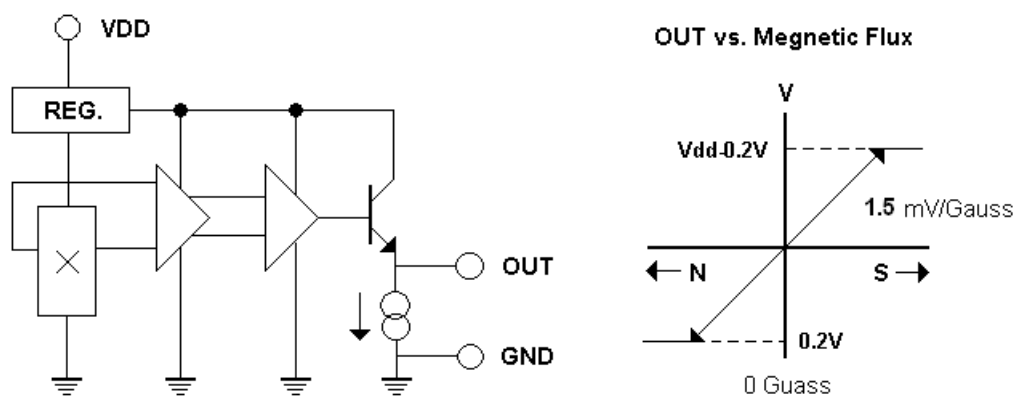 VDD
REG.
OUT
GND
OUT vs. Megnetic Flux
V
Vdd-0.2V
1.5 mV/Gauss
N
S
0.2V
0 Guass